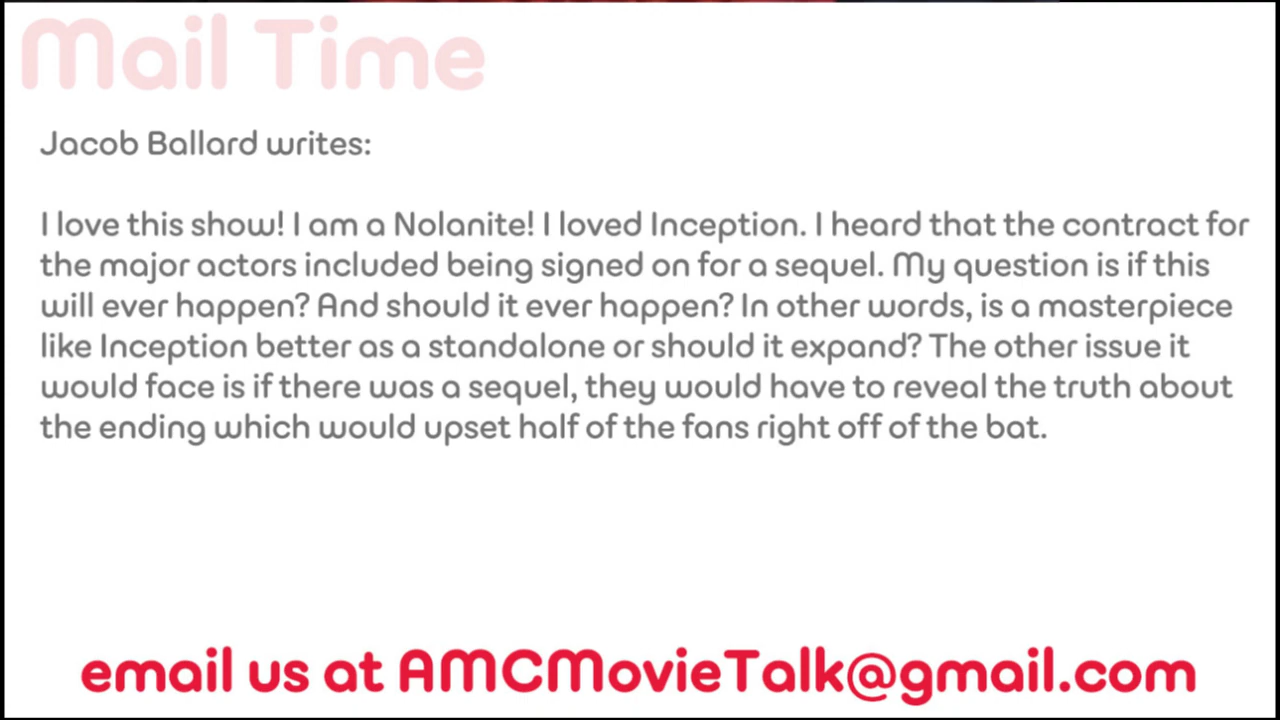 Mail Time
Jacob Ballard writes:
I love this show! I am a Nolanite! I loved Inception. I heard that the contract for
the major actors included being signed on for a sequel. My question is if this
will ever happen? And should it ever happen? In other words, is a masterpiece
like Inception better as a standalone or should it expand? The other issue it
would face is if there was a sequel, they would have to reveal the truth about
the ending which would upset half of the fans right off of the bat.
email us at AMCMovieTalk@gmail.com